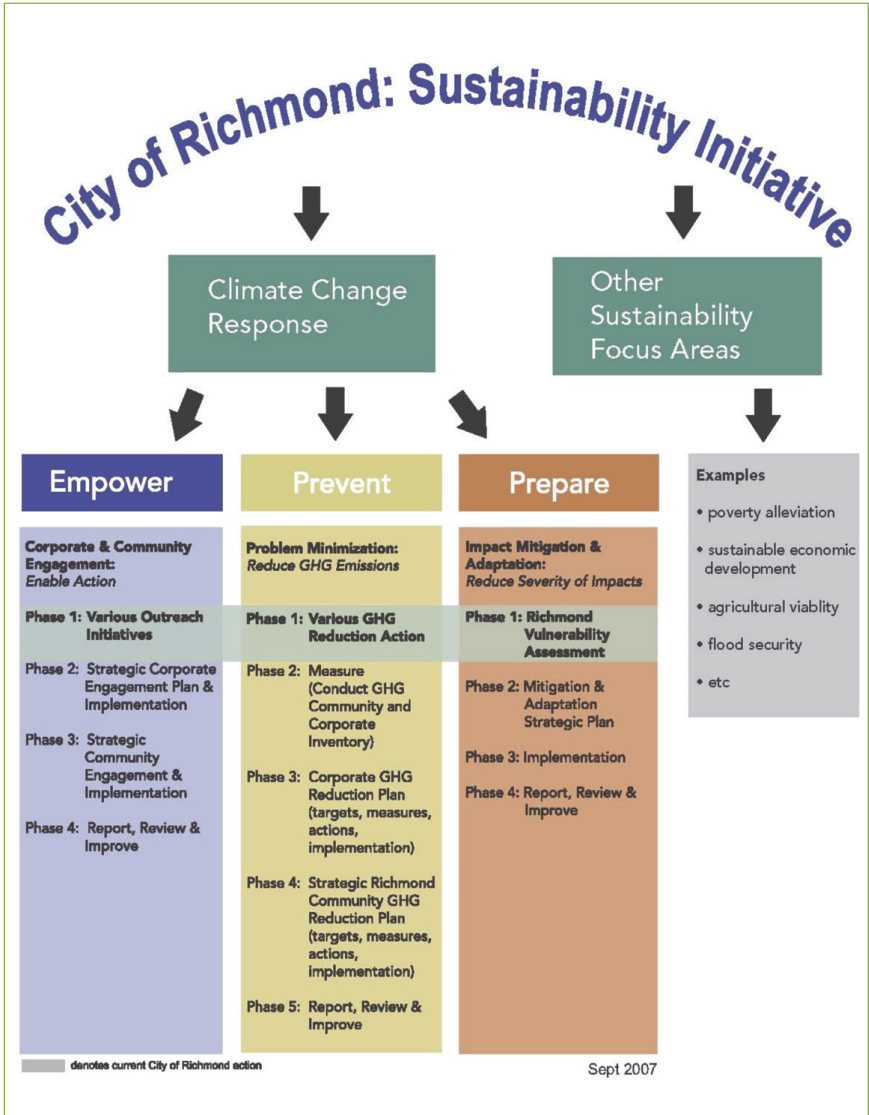 City of Richmond: Sustainability Initiative
Climate Change
Response
Other
Sustainability
Focus Areas
Empower
Corporate & Community
Engagement:
Enable Action
Phase 1: Various Outreach
Initiatives
Phase 2: Strategic Corporate
Engagement Plan &
Implementation
Phase 3: Strategic
Community
Engagement &
Implementation
Phase 4: Report, Review &
Improve
Prevent
Problem Minimization:
Reduce GHG Emissions
Phase 1: Various GHG
Reduction Action
Phase 2: Measure
(Conduct GHG
Community and
Corporate
Inventory)
Phase 3: Corporate GHG
Reduction Plan
(targets, measures,
actions,
implementation)
Phase 4: Strategic Richmond
Community GHG
Reduction Plan
(targets, measures,
actions,
implementation)
Phase 5: Report, Review &
Improve
Prepare
Impact Mitigation &
Adaptation:
Reduce Severity of Impacts
Phase 1: Richmond
Vulnerability
Assessment
Phase 2: Mitigation &
Adaptation
Strategic Plan
Phase 3: Implementation
Phase 4: Report, Review &
Improve
Examples
• poverty alleviation
• sustainable economic
development
• agricultural viablity
• flood security
• etc
denotes current City of Richmond action
Sept 2007